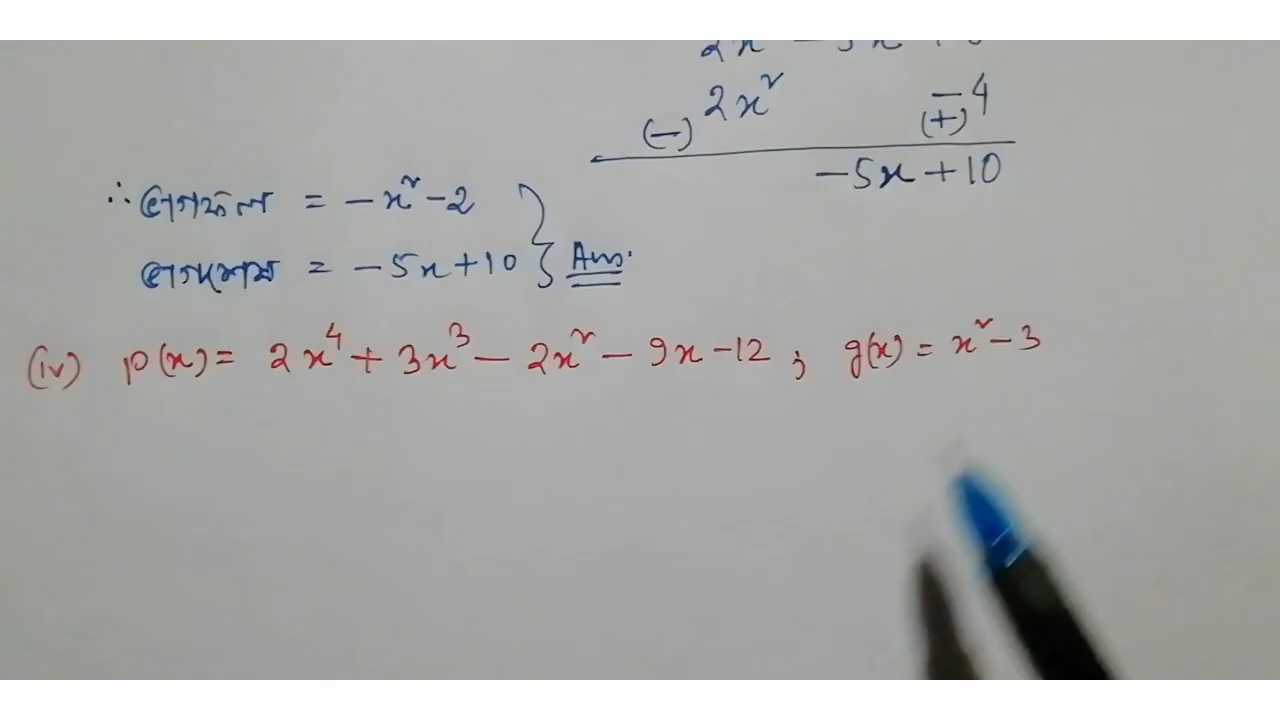 2x² -4
(-) (+)
-5x+10
∴ ভাগফল = -x²-2
ভাগশেষ = -5x+10 } Ans.
(iv) p(x) = 2x⁴ + 3x³ - 2x² - 9x - 12 ; g(x) = x² - 3